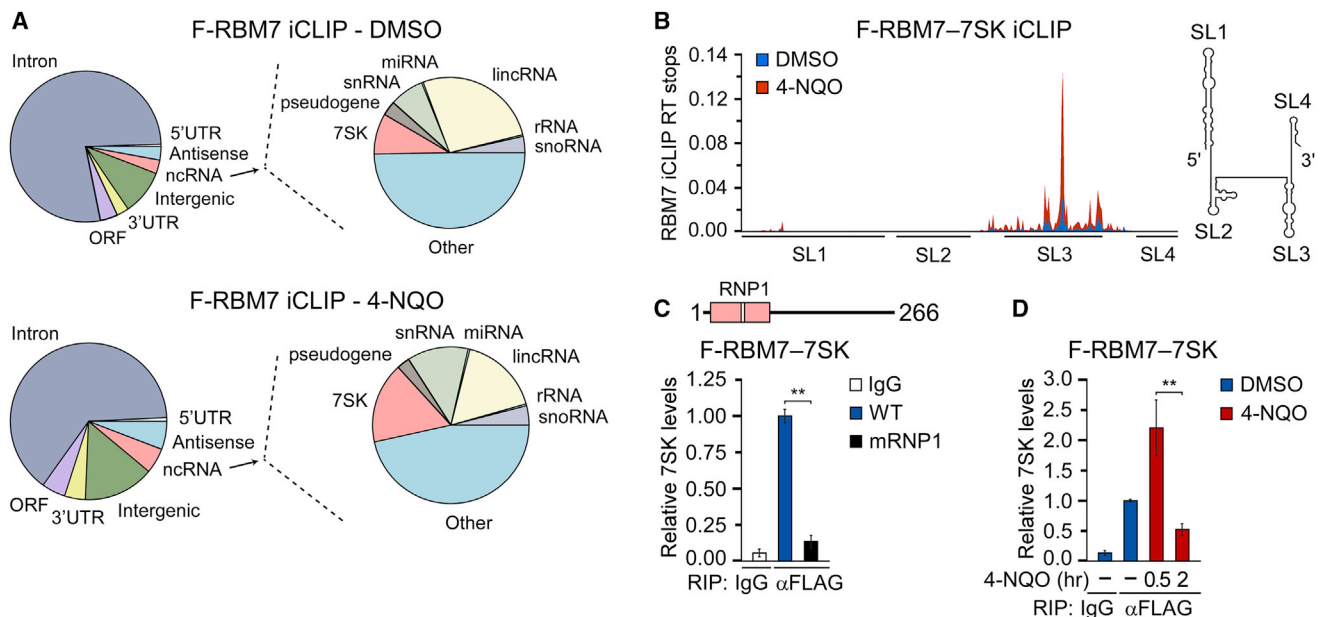 A
F-RBM7 iCLIP - DMSO
Intron
5'UTR
Antisense
ncRNA
Intergenic
3'UTR
ORF
miRNA
snRNA
lincRNA
pseudogene
7SK
rRNA
snoRNA
Other
F-RBM7 iCLIP - 4-NQO
Intron
5'UTR
Antisense
ncRNA
ORF
3'UTR
Intergenic
snRNA
miRNA
pseudogene
lincRNA
7SK
rRNA
snoRNA
Other
B
F-RBM7–7SK iCLIP
RBM7 iCLIP RT stops
0.14
0.12
0.08
0.04
0.00
DMSO
4-NQO
SL1
SL2
SL3
SL4
SL1
SL4
5'
3'
SL2
SL3
C
RNP1
1
266
F-RBM7–7SK
Relative 7SK levels
1.25
1.00
0.75
0.50
0.25
0.00
**
IgG
WT
mRNP1
RIP: IgG αFLAG
D
F-RBM7–7SK
Relative 7SK levels
3.0
2.5
2.0
1.5
1.0
0.5
0.0
**
DMSO
4-NQO
4-NQO (hr) – – 0.5 2
RIP: IgG αFLAG